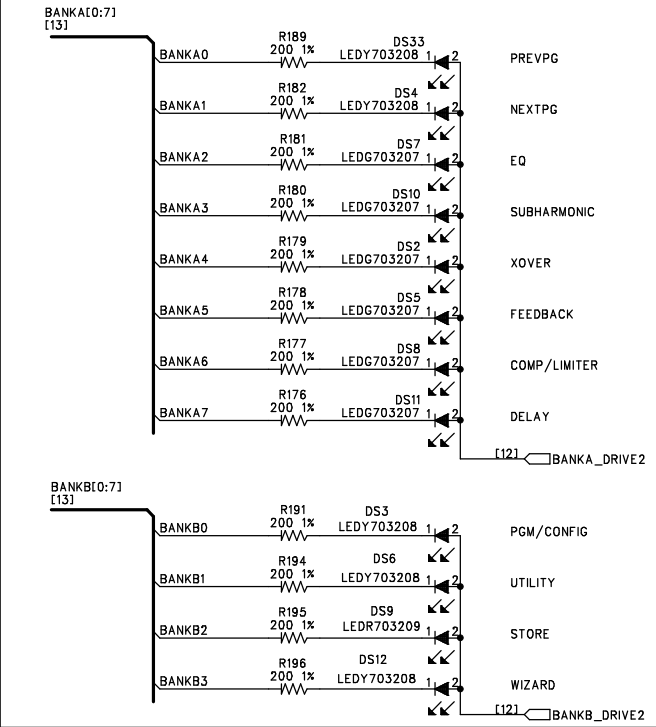 BANKA[0:7]
[13]
BANKA0 R189 200 1% DS33 LEDY703208 1 2 PREVPG
BANKA1 R182 200 1% DS4 LEDY703208 1 2 NEXTPG
BANKA2 R181 200 1% DS7 LEDG703207 1 2 EQ
BANKA3 R180 200 1% DS10 LEDG703207 1 2 SUBHARMONIC
BANKA4 R179 200 1% DS2 LEDG703207 1 2 XOVER
BANKA5 R178 200 1% DS5 LEDG703207 1 2 FEEDBACK
BANKA6 R177 200 1% DS8 LEDG703207 1 2 COMP/LIMITER
BANKA7 R176 200 1% DS11 LEDG703207 1 2 DELAY
[12] BANKA_DRIVE2
BANKB[0:7]
[13]
BANKB0 R191 200 1% DS3 LEDY703208 1 2 PGM/CONFIG
BANKB1 R194 200 1% DS6 LEDY703208 1 2 UTILITY
BANKB2 R195 200 1% DS9 LEDR703209 1 2 STORE
BANKB3 R196 200 1% DS12 LEDY703208 1 2 WIZARD
[12] BANKB_DRIVE2